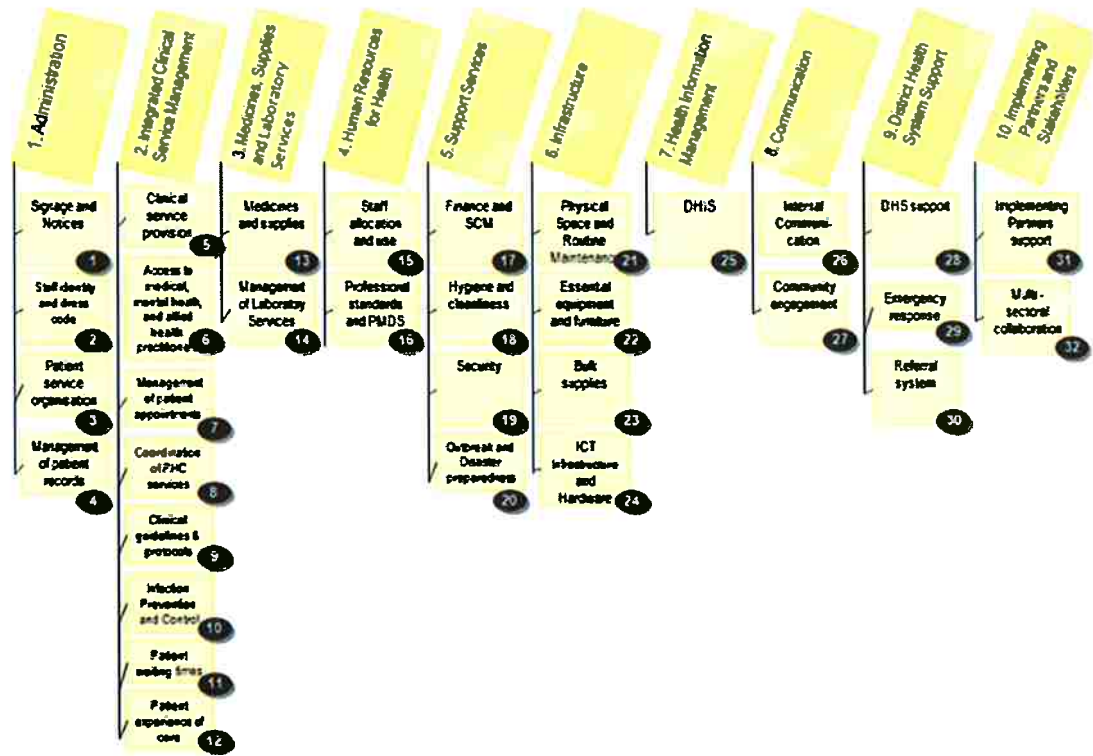 1. Administration
Signage and
Notices
1
Staff identity
and dress
code
2
Patient
service
organisation
3
Management
of patient
records
4
2. Integrated Clinical
Service Management
Clinical
service
provision
5
Access to
medical,
mental health,
and allied
health
practitioners
6
Management
of patient
appointments
7
Coordination
of PHC
services
8
Clinical
guidelines &
protocols
9
Infection
Prevention
and Control
10
Patient
waiting times
11
Patient
experience of
care
12
3. Medicines, Supplies
and Laboratory
Services
Medicines
and supplies
13
Management
of Laboratory
Services
14
4. Human Resources
for Health
Staff
allocation
and use
15
Professional
standards
and PMDS
16
5. Support Services
Finance and
SCM
17
Hygiene and
cleanliness
18
Security
19
Outbreak and
Disaster
preparedness
20
6. Infrastructure
Physical
Space and
Routine
Maintenance
21
Essential
equipment
and furniture
22
Bulk
supplies
23
ICT
Infrastructure
and
Hardware
24
7. Health Information
Management
DHIS
25
8. Communication
Internal
Communi-
cation
26
Community
engagement
27
9. District Health
System Support
DHS support
28
Emergency
response
29
Referral
system
30
10. Implementing
Partners and
Stakeholders
Implementing
Partners
support
31
Multi-
sectoral
collaboration
32